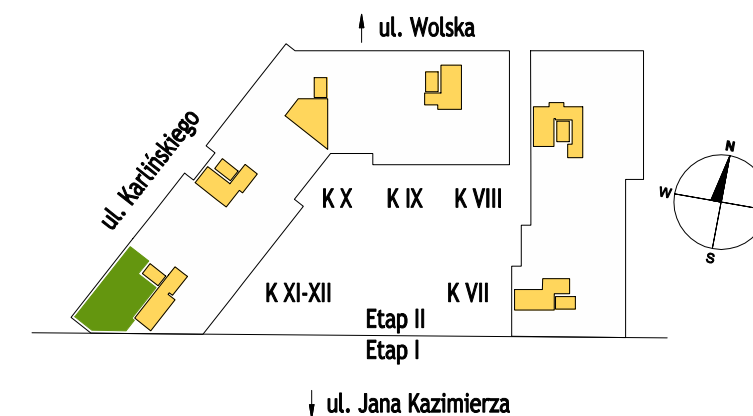 ↑ ul. Wolska
ul. Karlińskiego
N
W
S
K X K IX K VIII
K XI-XII K VII
Etap II
Etap I
↓ ul. Jana Kazimierza